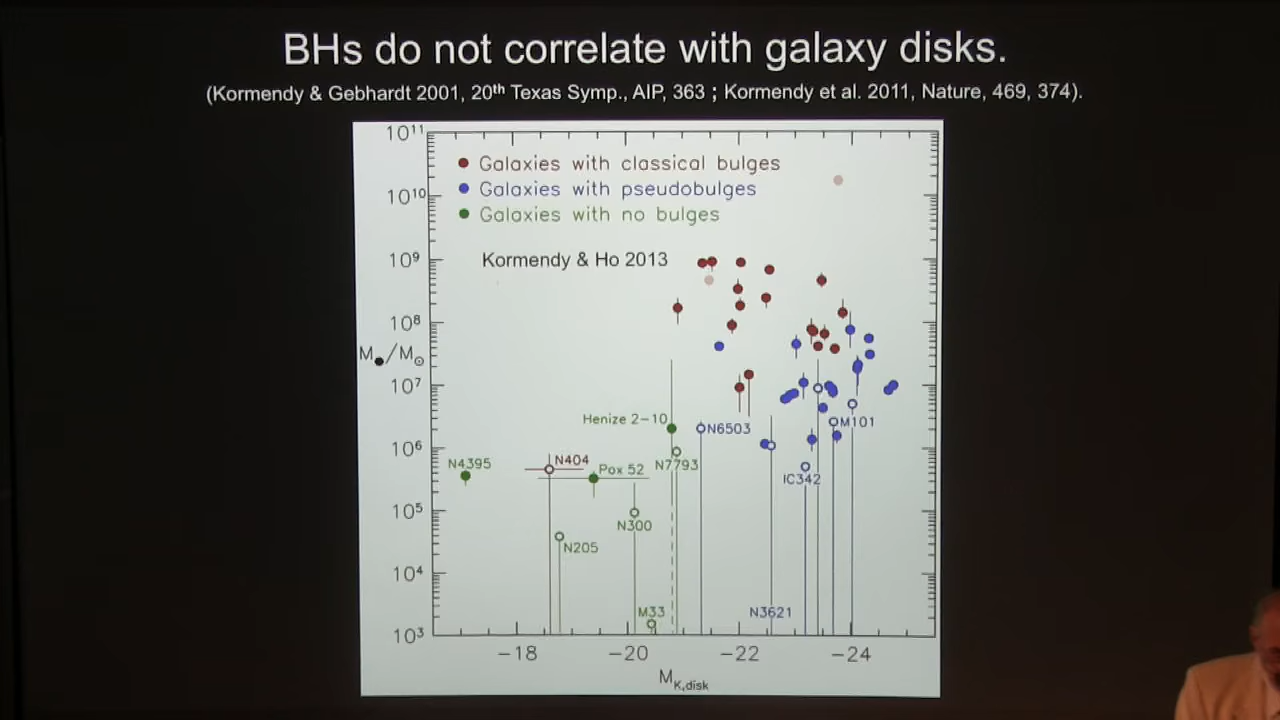 BHs do not correlate with galaxy disks.
(Kormendy & Gebhardt 2001, 20th Texas Symp., AIP, 363 ; Kormendy et al. 2011, Nature, 469, 374).
10¹¹
Galaxies with classical bulges
10¹⁰
Galaxies with pseudobulges
Galaxies with no bulges
10⁹
Kormendy & Ho 2013
10⁸
M●/M☉
10⁷
Henize 2-10
N6503
M101
10⁶
N4395
N404
Pox 52
N7793
IC342
10⁵
N300
N205
10⁴
M33
N3621
10³
-18
-20
-22
-24
M K,disk